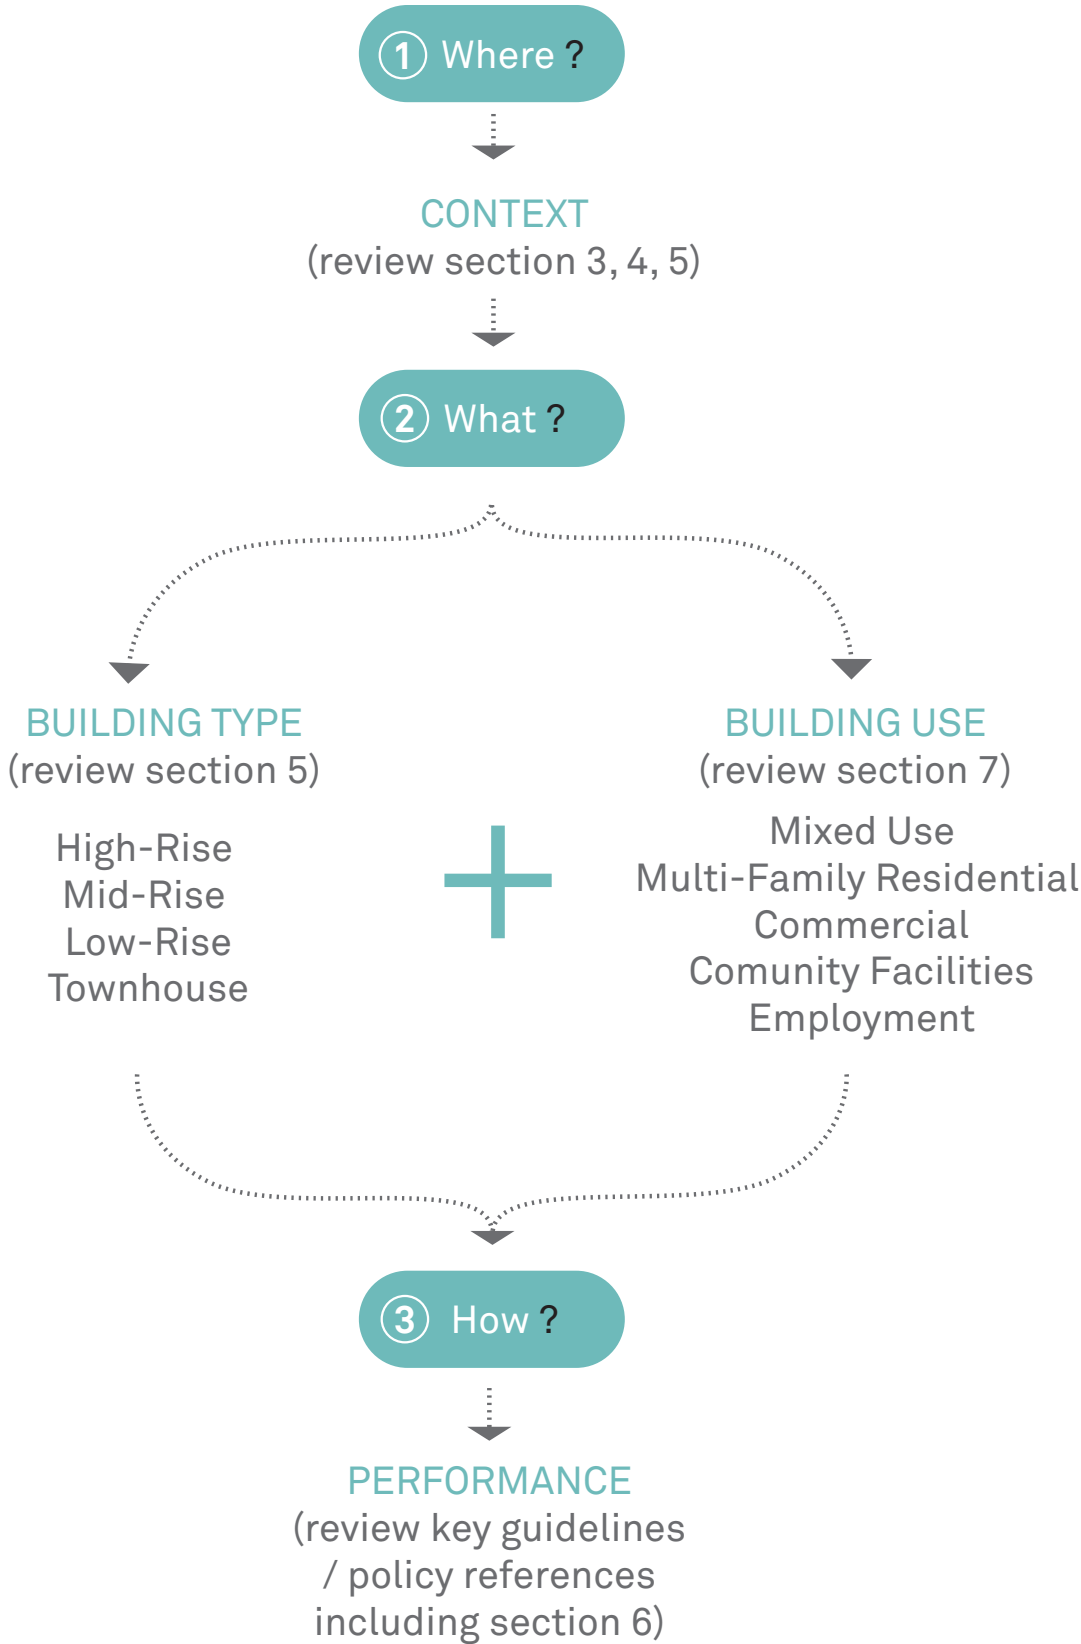 1 Where ?
CONTEXT
(review section 3, 4, 5)
2 What ?
BUILDING TYPE
(review section 5)
High-Rise
Mid-Rise
Low-Rise
Townhouse
BUILDING USE
(review section 7)
Mixed Use
Multi-Family Residential
Commercial
Comunity Facilities
Employment
3 How ?
PERFORMANCE
(review key guidelines
/ policy references
including section 6)